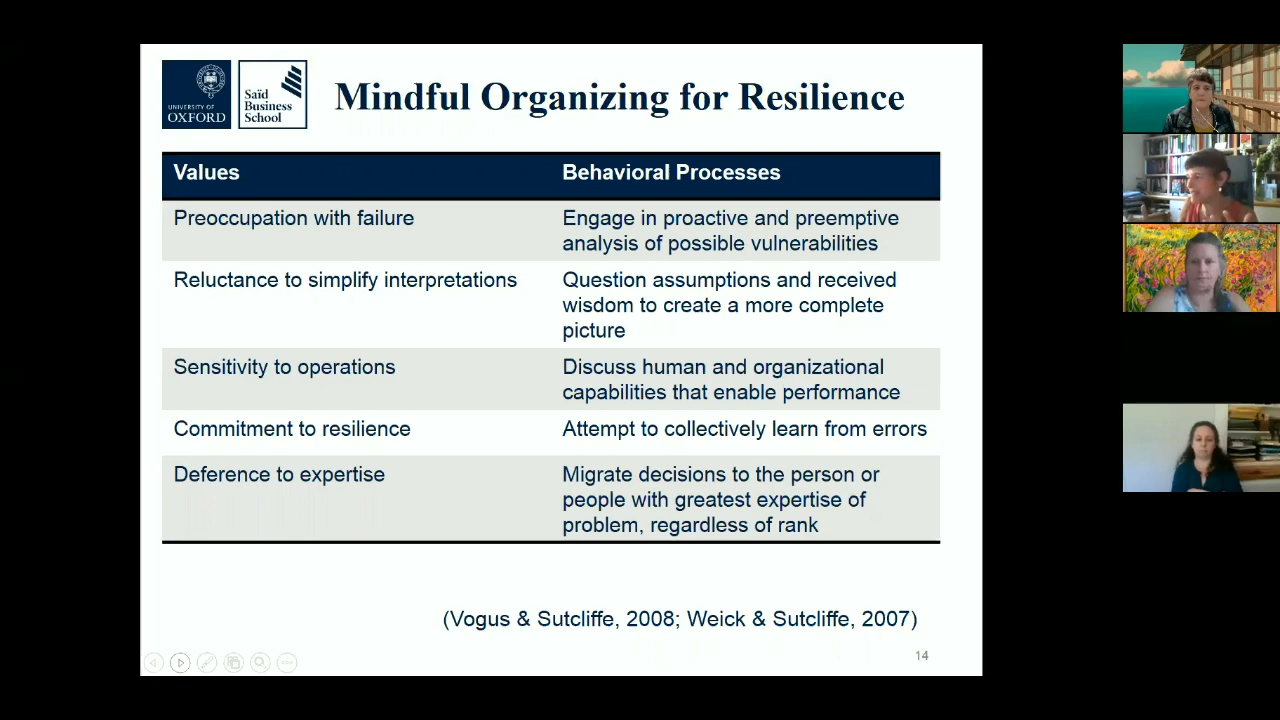 UNIVERSITY OF
OXFORD
Saïd
Business
School
Mindful Organizing for Resilience
Values
Behavioral Processes
Preoccupation with failure
Engage in proactive and preemptive
analysis of possible vulnerabilities
Reluctance to simplify interpretations
Question assumptions and received
wisdom to create a more complete
picture
Sensitivity to operations
Discuss human and organizational
capabilities that enable performance
Commitment to resilience
Attempt to collectively learn from errors
Deference to expertise
Migrate decisions to the person or
people with greatest expertise of
problem, regardless of rank
(Vogus & Sutcliffe, 2008; Weick & Sutcliffe, 2007)
14